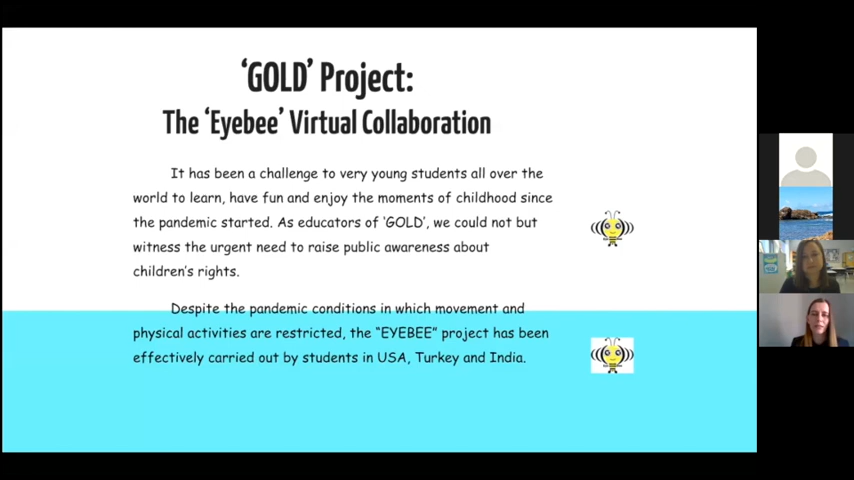 ‘GOLD’ Project:
The ‘Eyebee’ Virtual Collaboration
It has been a challenge to very young students all over the
world to learn, have fun and enjoy the moments of childhood since
the pandemic started. As educators of ‘GOLD’, we could not but
witness the urgent need to raise public awareness about
children’s rights.
Despite the pandemic conditions in which movement and
physical activities are restricted, the “EYEBEE” project has been
effectively carried out by students in USA, Turkey and India.